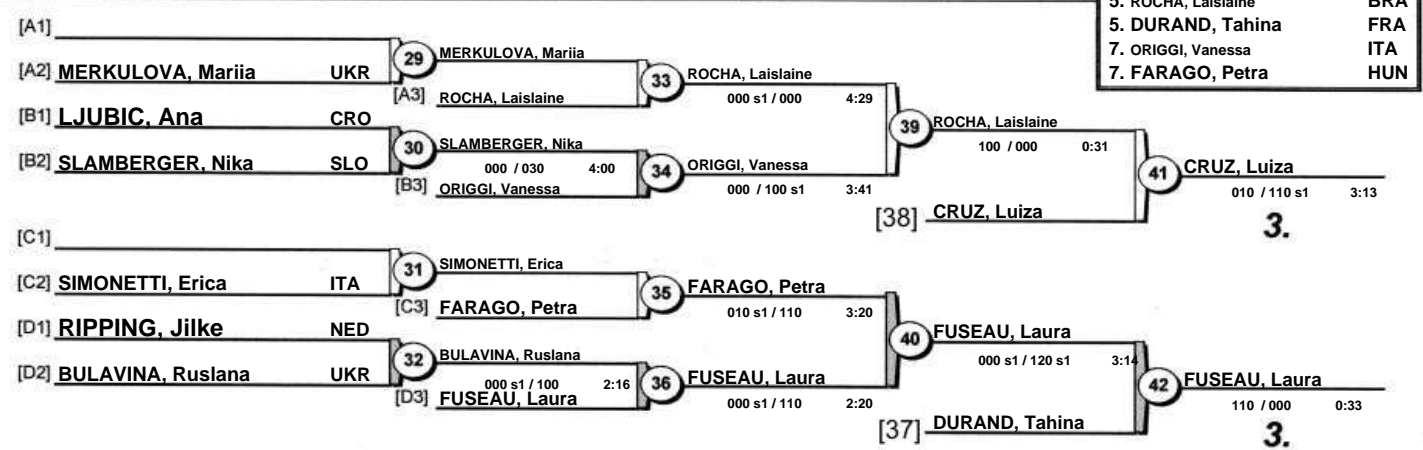 5. ROCHA, Laislaine BRA
5. DURAND, Tahina FRA
7. ORIGGI, Vanessa ITA
7. FARAGO, Petra HUN
[A1]
[A2] MERKULOVA, Mariia UKR
29 MERKULOVA, Mariia
[A3] ROCHA, Laislaine
33 ROCHA, Laislaine
000 s1 / 000 4:29
[B1] LJUBIC, Ana CRO
[B2] SLAMBERGER, Nika SLO
30 SLAMBERGER, Nika
000 / 030 4:00
[B3] ORIGGI, Vanessa
34 ORIGGI, Vanessa
000 / 100 s1 3:41
39 ROCHA, Laislaine
100 / 000 0:31
[38] CRUZ, Luiza
41 CRUZ, Luiza
010 / 110 s1 3:13
3.
[C1]
[C2] SIMONETTI, Erica ITA
31 SIMONETTI, Erica
[C3] FARAGO, Petra
35 FARAGO, Petra
010 s1 / 110 3:20
[D1] RIPPING, Jilke NED
[D2] BULAVINA, Ruslana UKR
32 BULAVINA, Ruslana
000 s1 / 100 2:16
[D3] FUSEAU, Laura
36 FUSEAU, Laura
000 s1 / 110 2:20
40 FUSEAU, Laura
000 s1 / 120 s1 3:14
[37] DURAND, Tahina
42 FUSEAU, Laura
110 / 000 0:33
3.